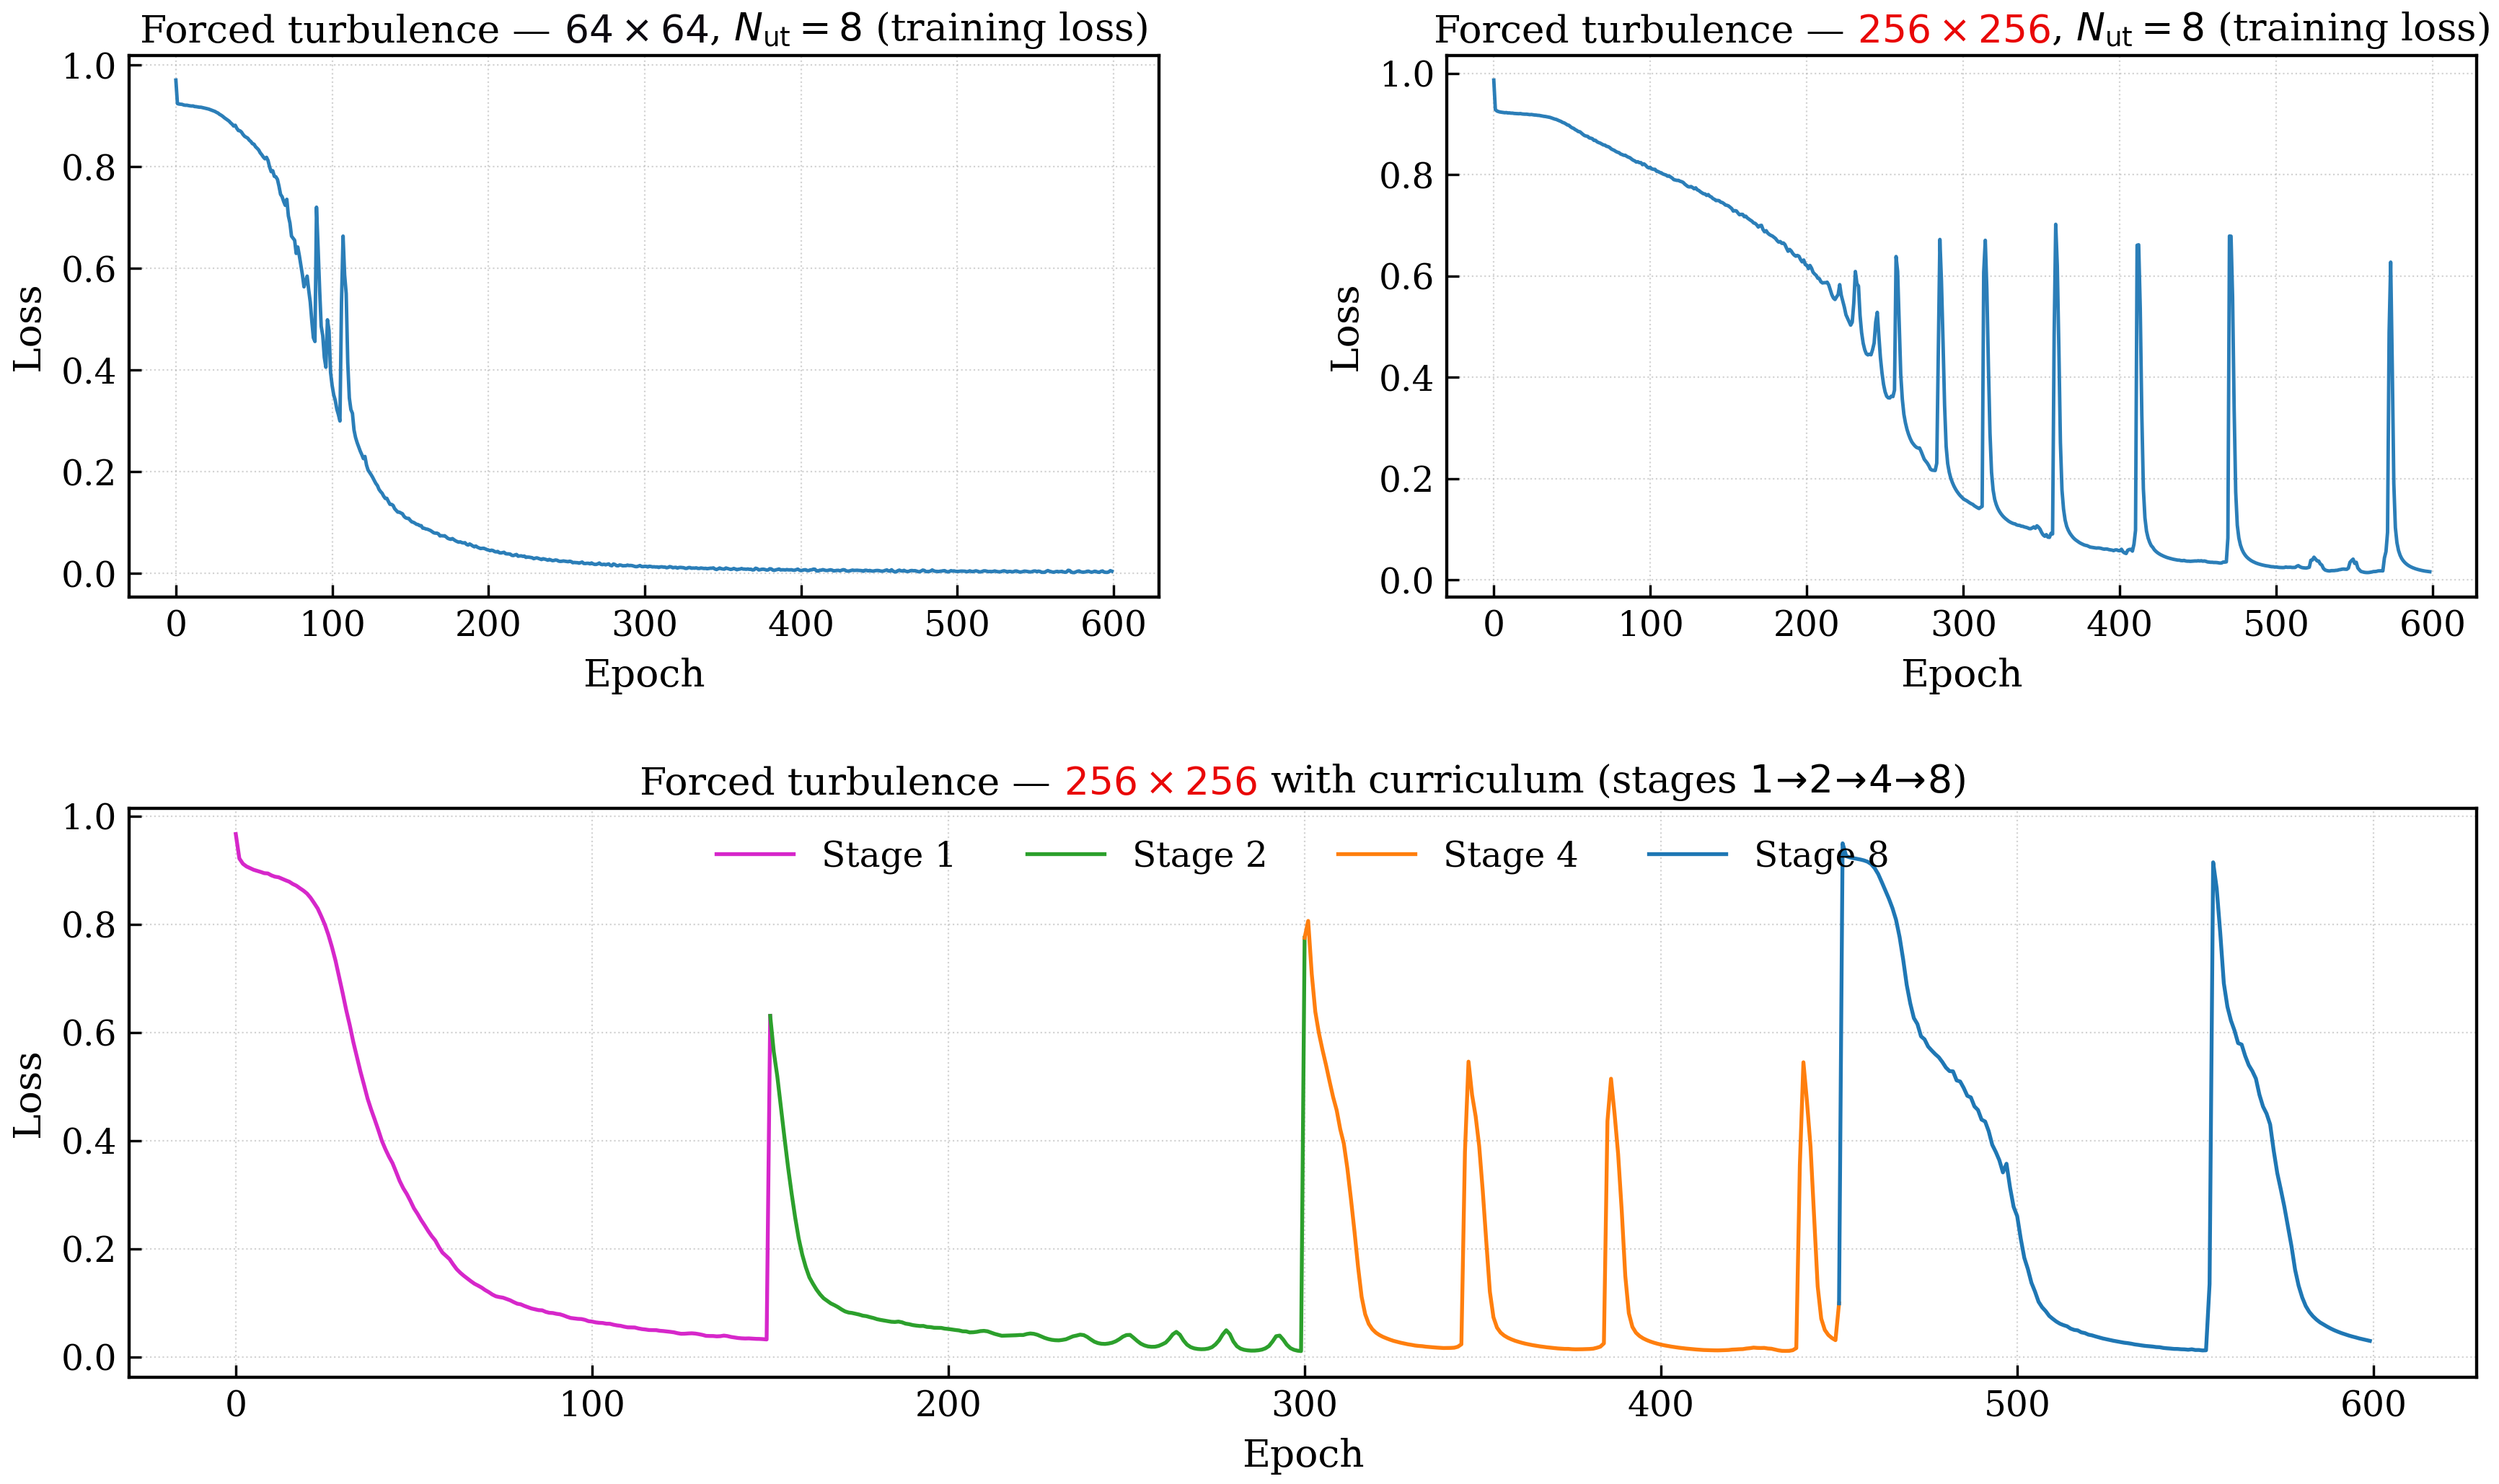 Forced turbulence — 64 × 64, N_ut = 8 (training loss)
1.0
0.8
0.6
0.4
0.2
0.0
Loss
0 100 200 300 400 500 600
Epoch
Forced turbulence — 256 × 256, N_ut = 8 (training loss)
1.0
0.8
0.6
0.4
0.2
0.0
Loss
0 100 200 300 400 500 600
Epoch
Forced turbulence — 256 × 256 with curriculum (stages 1→2→4→8)
Stage 1 Stage 2 Stage 4 Stage 8
1.0
0.8
0.6
0.4
0.2
0.0
Loss
0 100 200 300 400 500 600
Epoch